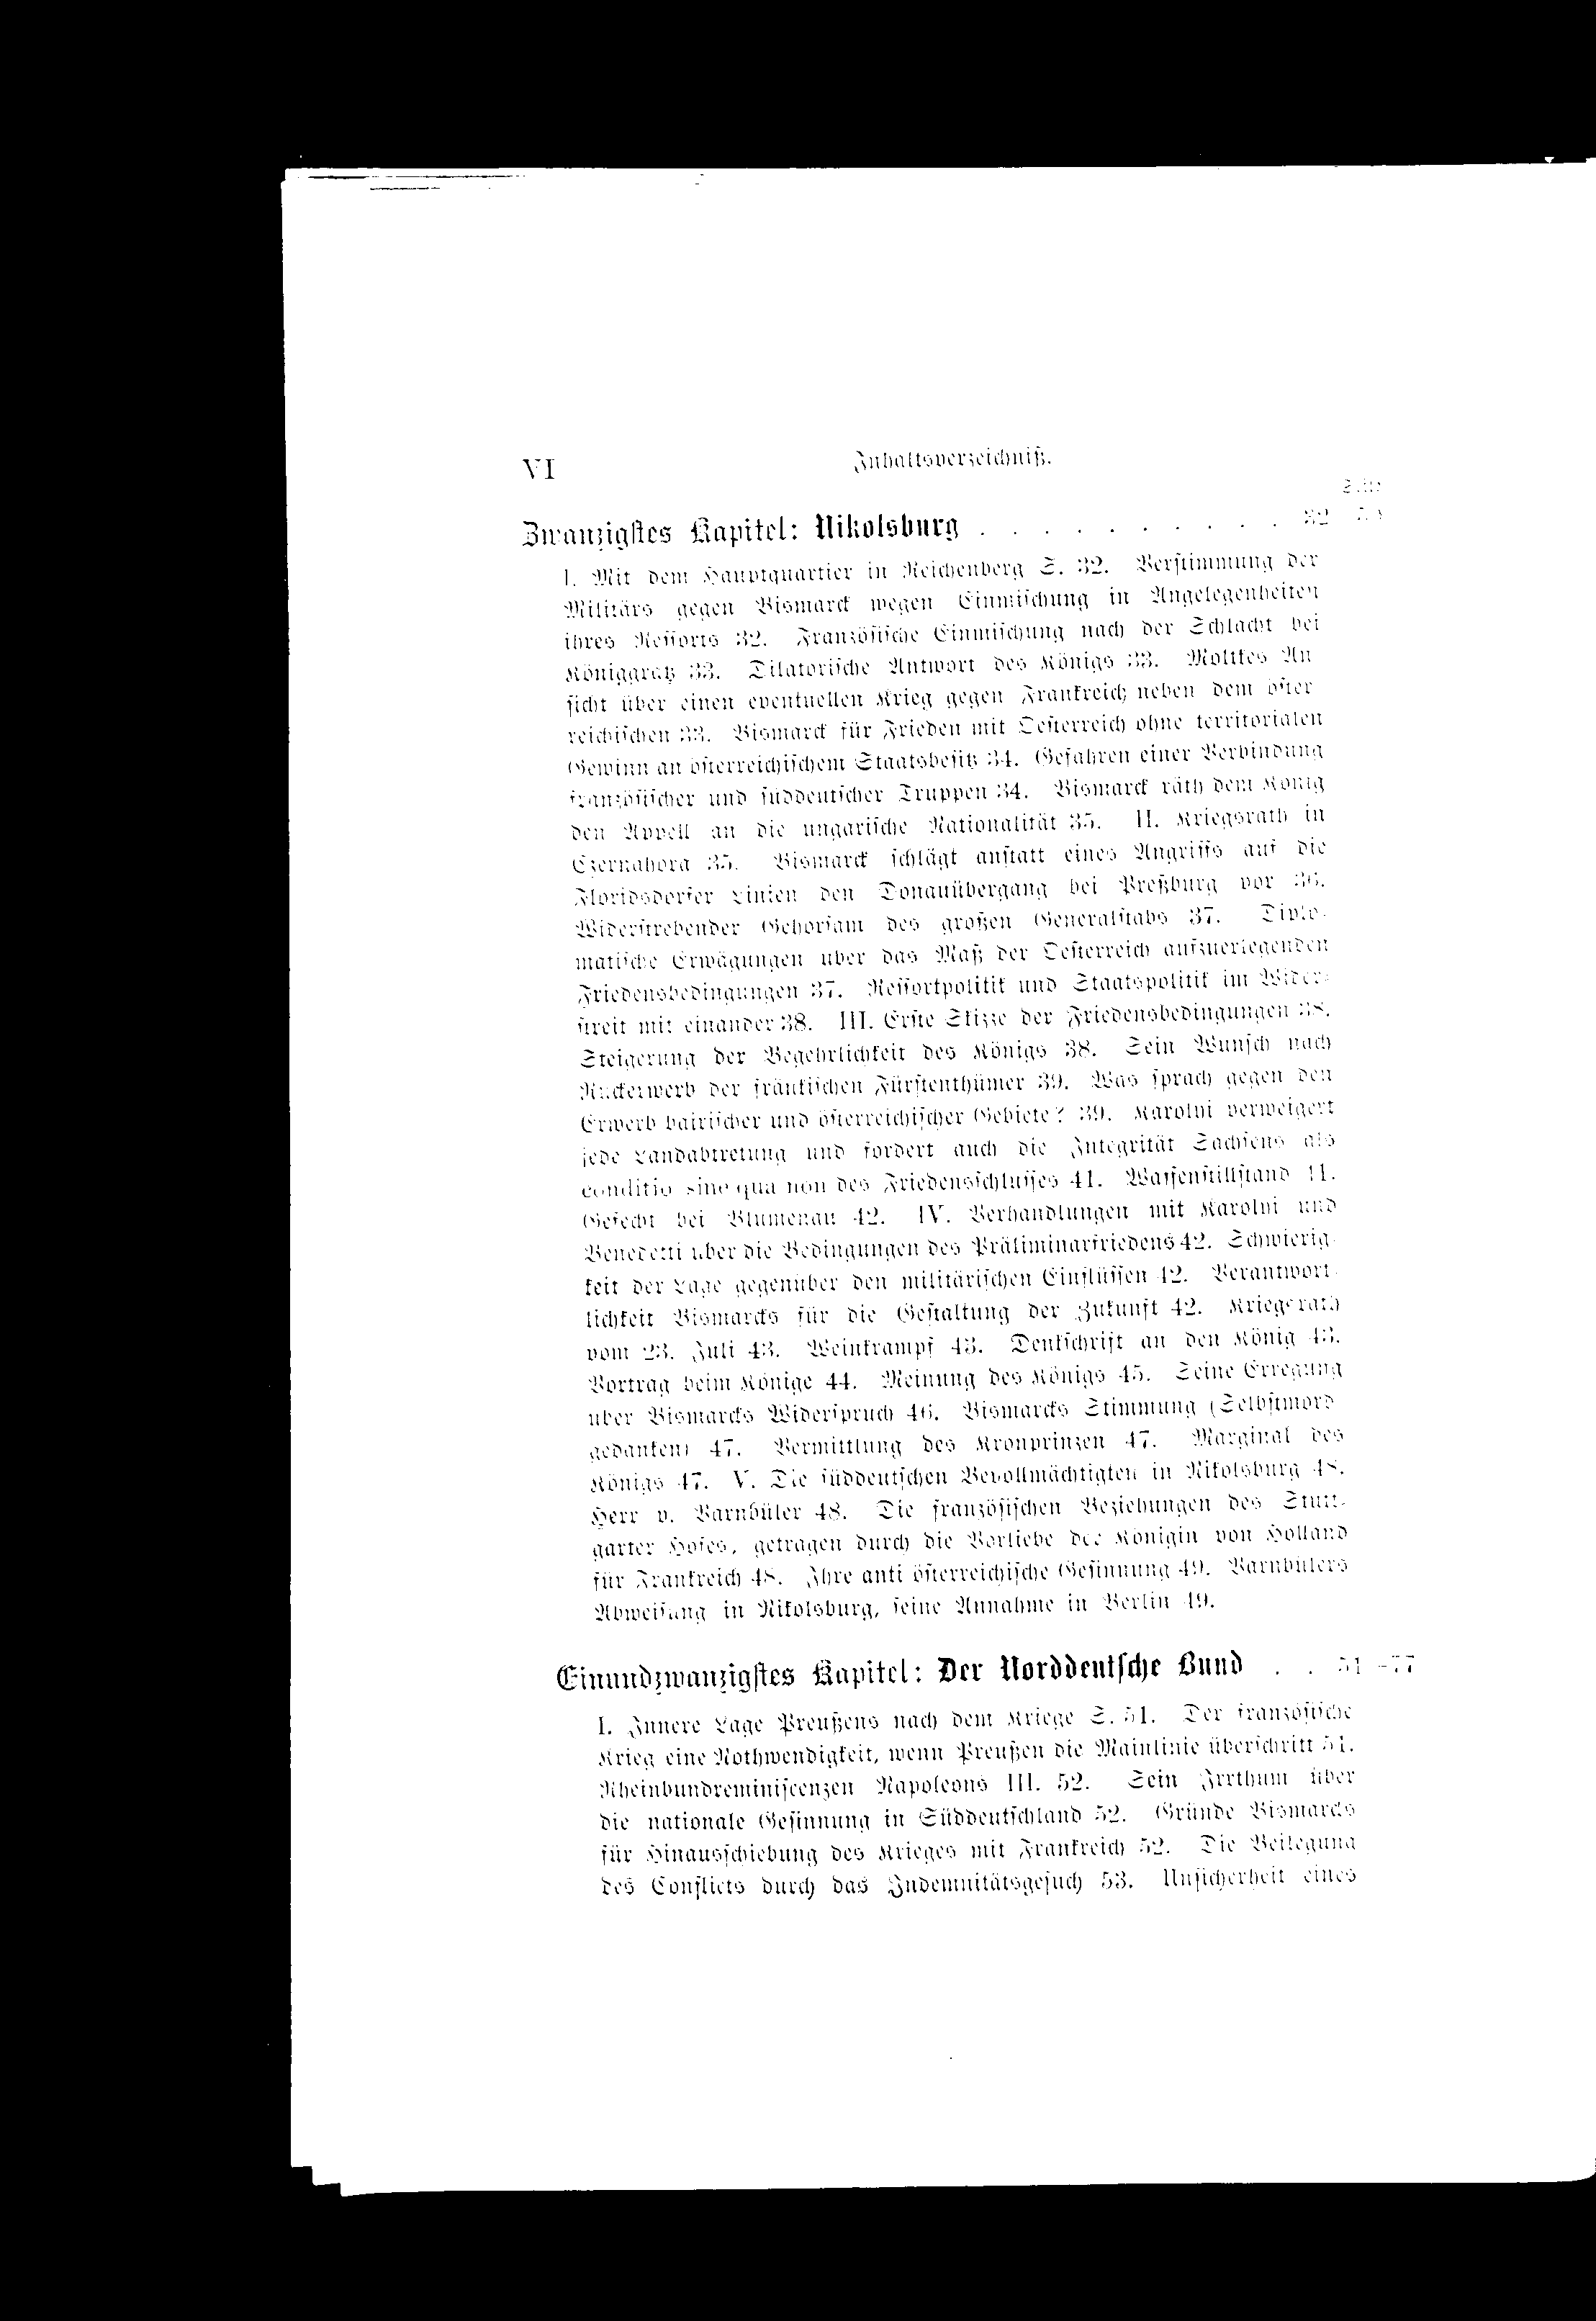 VI
Inhaltsverzeichniß.
Seite
Zwanzigstes Kapitel: Nikolsburg . . . . . . . . . . 32
I. Mit dem Hauptquartier in Reichenberg S. 32. Verstimmung der
Militärs gegen Bismarck wegen Einmischung in Angelegenheiten
ihres Ressorts 32. Französische Einmischung nach der Schlacht bei
Königgrätz 33. Dilatorische Antwort des Königs 33. Moltkes An
sicht über einen eventuellen Krieg gegen Frankreich neben dem öster
reichischen 33. Bismarck für Frieden mit Oesterreich ohne territorialen
Gewinn an österreichischem Staatsbesitz 34. Gefahren einer Verbindung
französischer und süddeutscher Truppen 34. Bismarck räth dem König
den Appell an die ungarische Nationalität 35. II. Kriegsrath in
Czernahora 35. Bismarck schlägt anstatt eines Angriffs auf die
Floridsdorfer Linien den Donauübergang bei Preßburg vor 36.
Widerstrebender Gehorsam des großen Generalstabs 37. Diplo-
matische Erwägungen über das Maß der Oesterreich aufzuerlegenden
Friedensbedingungen 37. Ressortpolitik und Staatspolitik im Wider-
streit mit einander 38. III. Erste Skizze der Friedensbedingungen 38.
Steigerung der Begehrlichkeit des Königs 38. Sein Wunsch nach
Rückerwerb der fränkischen Fürstenthümer 39. Was sprach gegen den
Erwerb bairischer und österreichischer Gebiete? 39. Karolyi verweigert
jede Landabtretung und fordert auch die Integrität Sachsens als
conditio sine qua non des Friedensschlusses 41. Waffenstillstand 41.
Gefecht bei Blumenau 42. IV. Verhandlungen mit Karolyi und
Benedetti über die Bedingungen des Präliminarfriedens 42. Schwierig-
keit der Lage gegenüber den militärischen Einflüssen 42. Verantwort-
lichkeit Bismarcks für die Gestaltung der Zukunft 42. Kriegsrath
vom 23. Juli 43. Weinkrampf 43. Denkschrift an den König 43.
Vortrag beim Könige 44. Meinung des Königs 45. Seine Erregung
über Bismarcks Widerspruch 46. Bismarcks Stimmung (Selbstmord
gedanken) 47. Vermittlung des Kronprinzen 47. Marginal des
Königs 47. V. Die süddeutschen Bevollmächtigten in Nikolsburg 48.
Herr v. Varnbüler 48. Die französischen Beziehungen des Stutt-
garter Hofes, getragen durch die Vorliebe der Königin von Holland
für Frankreich 48. Ihre anti österreichische Gesinnung 49. Varnbülers
Abweisung in Nikolsburg, seine Annahme in Berlin 49.
Einundzwanzigstes Kapitel: Der Norddeutsche Bund . . 51–77
I. Innere Lage Preußens nach dem Kriege S. 51. Der französische
Krieg eine Nothwendigkeit, wenn Preußen die Mainlinie überschritt 51.
Rheinbundreminiscenzen Napoleons III. 52. Sein Irrthum über
die nationale Gesinnung in Süddeutschland 52. Gründe Bismarcks
für Hinausschiebung des Krieges mit Frankreich 52. Die Beilegung
des Conflicts durch das Indemnitätsgesuch 53. Unsicherheit eines